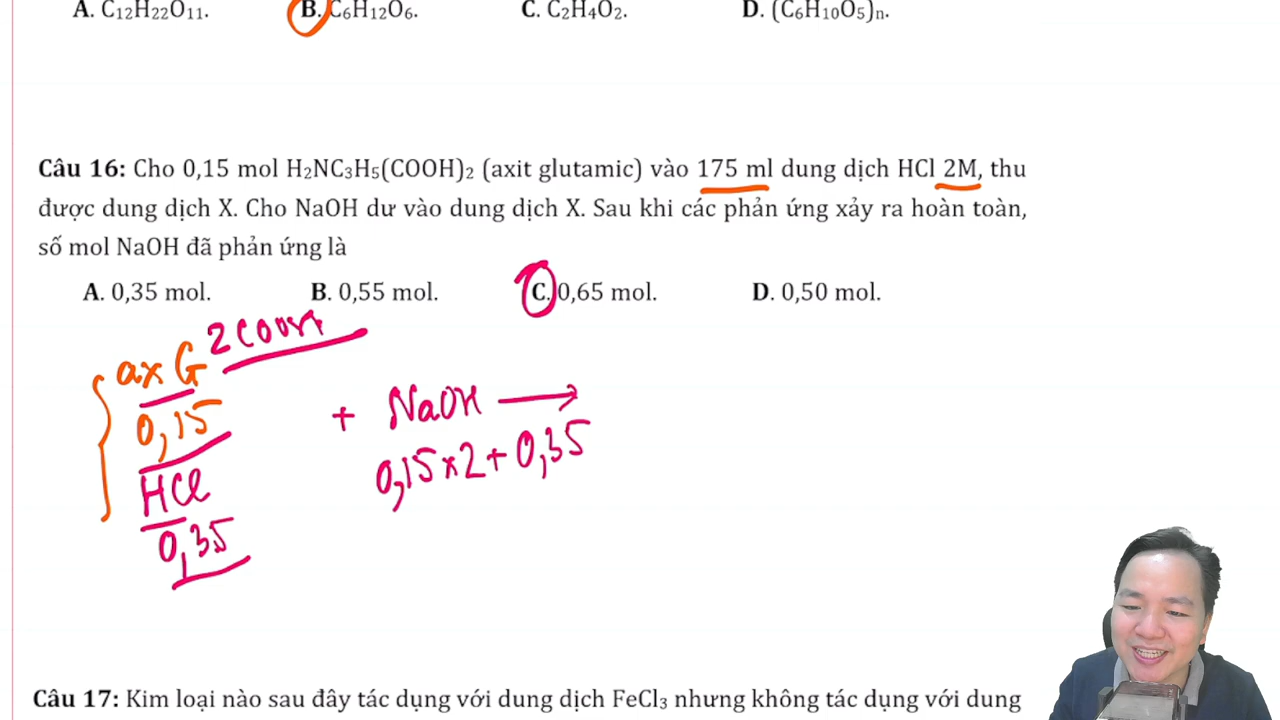 A. C₁₂H₂₂O₁₁. B. C₆H₁₂O₆. C. C₂H₄O₂. D. (C₆H₁₀O₅)ₙ.
Câu 16: Cho 0,15 mol H₂NC₃H₅(COOH)₂ (axit glutamic) vào 175 ml dung dịch HCl 2M, thu
được dung dịch X. Cho NaOH dư vào dung dịch X. Sau khi các phản ứng xảy ra hoàn toàn,
số mol NaOH đã phản ứng là
A. 0,35 mol. B. 0,55 mol. C. 0,65 mol. D. 0,50 mol.
ax G 2COOH
0,15
+ NaOH →
0,15x2+0,35
HCl
0,35
Câu 17: Kim loại nào sau đây tác dụng với dung dịch FeCl₃ nhưng không tác dụng với dung